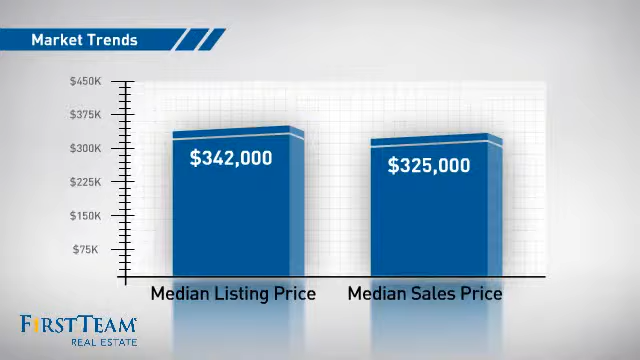 Market Trends
$450K
$375K
$300K
$225K
$150K
$75K
$342,000
$325,000
Median Listing Price
Median Sales Price
FIRSTTEAM®
REAL ESTATE